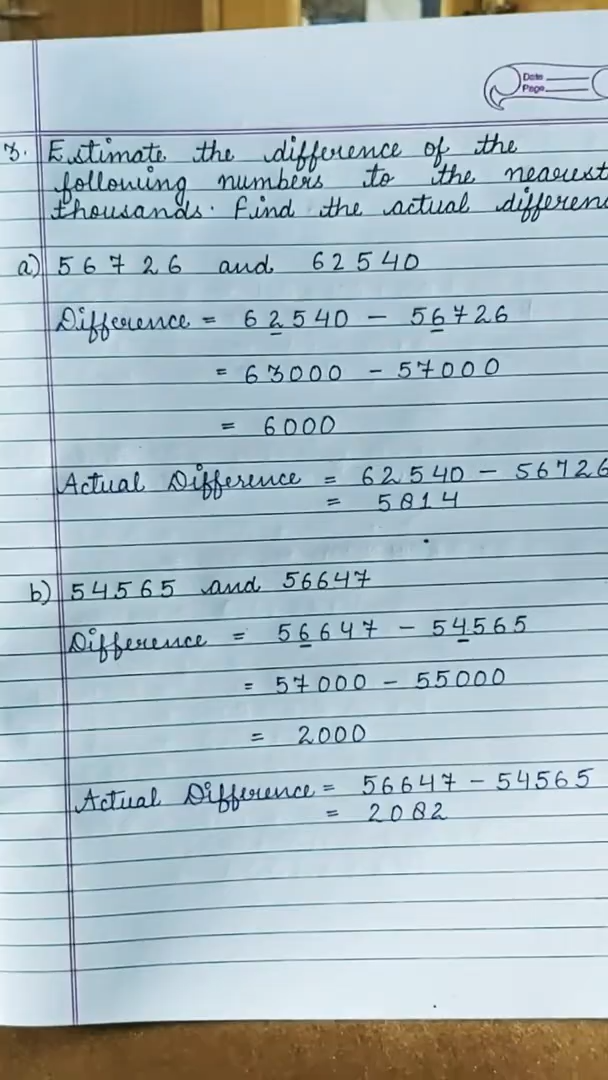 Date
Page
3. Estimate the difference of the
following numbers to the nearest
thousands. Find the actual differen
a) 56726 and 62540
Difference = 62540 - 56726
= 63000 - 57000
= 6000
Actual Difference = 62540 - 56726
= 5814
b) 54565 and 56647
Difference = 56647 - 54565
= 57000 - 55000
= 2000
Actual Difference = 56647 - 54565
= 2082